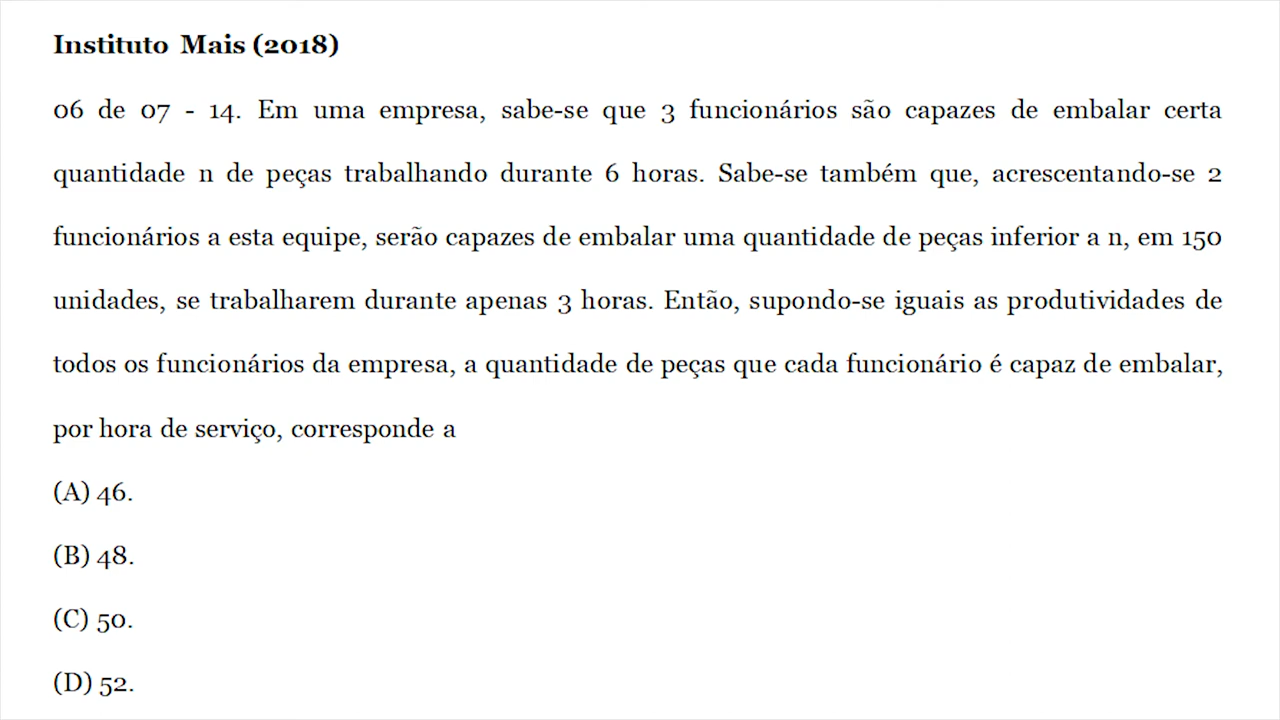 Instituto Mais (2018)
06 de 07 - 14. Em uma empresa, sabe-se que 3 funcionários são capazes de embalar certa
quantidade n de peças trabalhando durante 6 horas. Sabe-se também que, acrescentando-se 2
funcionários a esta equipe, serão capazes de embalar uma quantidade de peças inferior a n, em 150
unidades, se trabalharem durante apenas 3 horas. Então, supondo-se iguais as produtividades de
todos os funcionários da empresa, a quantidade de peças que cada funcionário é capaz de embalar,
por hora de serviço, corresponde a
(A) 46.
(B) 48.
(C) 50.
(D) 52.